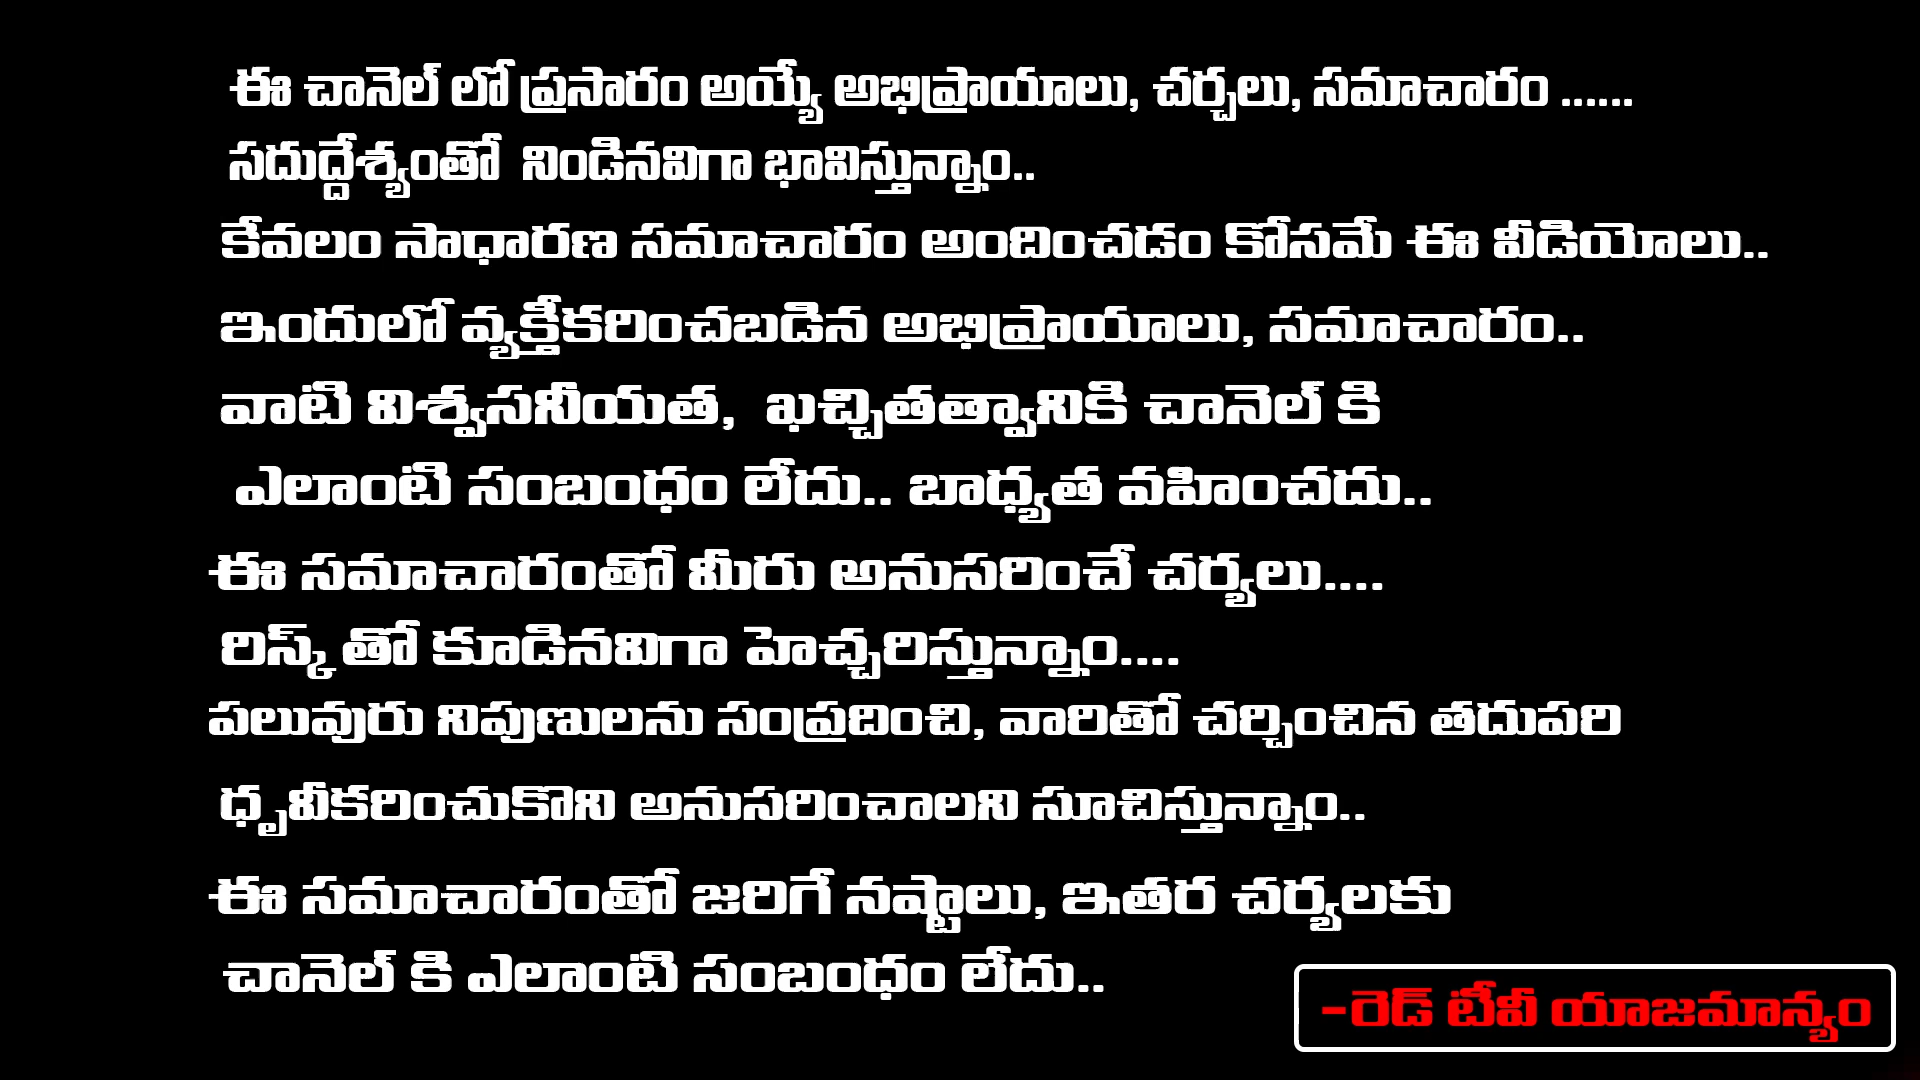 ఈ చానెల్ లో ప్రసారం అయ్యే అభిప్రాయాలు, చర్చలు, సమాచారం ......
సదుద్దేశ్యంతో నిండినవిగా భావిస్తున్నాం..
కేవలం సాధారణ సమాచారం అందించడం కోసమే ఈ వీడియోలు..
ఇందులో వ్యక్తీకరించబడిన అభిప్రాయాలు, సమాచారం..
వాటి విశ్వసనీయత, ఖచ్చితత్వానికి చానెల్ కి
ఎలాంటి సంబంధం లేదు.. బాధ్యత వహించదు..
ఈ సమాచారంతో మీరు అనుసరించే చర్యలు....
రిస్క్ తో కూడినవిగా హెచ్చరిస్తున్నాం....
పలువురు నిపుణులను సంప్రదించి, వారితో చర్చించిన తదుపరి
ధృవీకరించుకొని అనుసరించాలని సూచిస్తున్నాం..
ఈ సమాచారంతో జరిగే నష్టాలు, ఇతర చర్యలకు
చానెల్ కి ఎలాంటి సంబంధం లేదు..
-రెడ్ టీవీ యాజమాన్యం